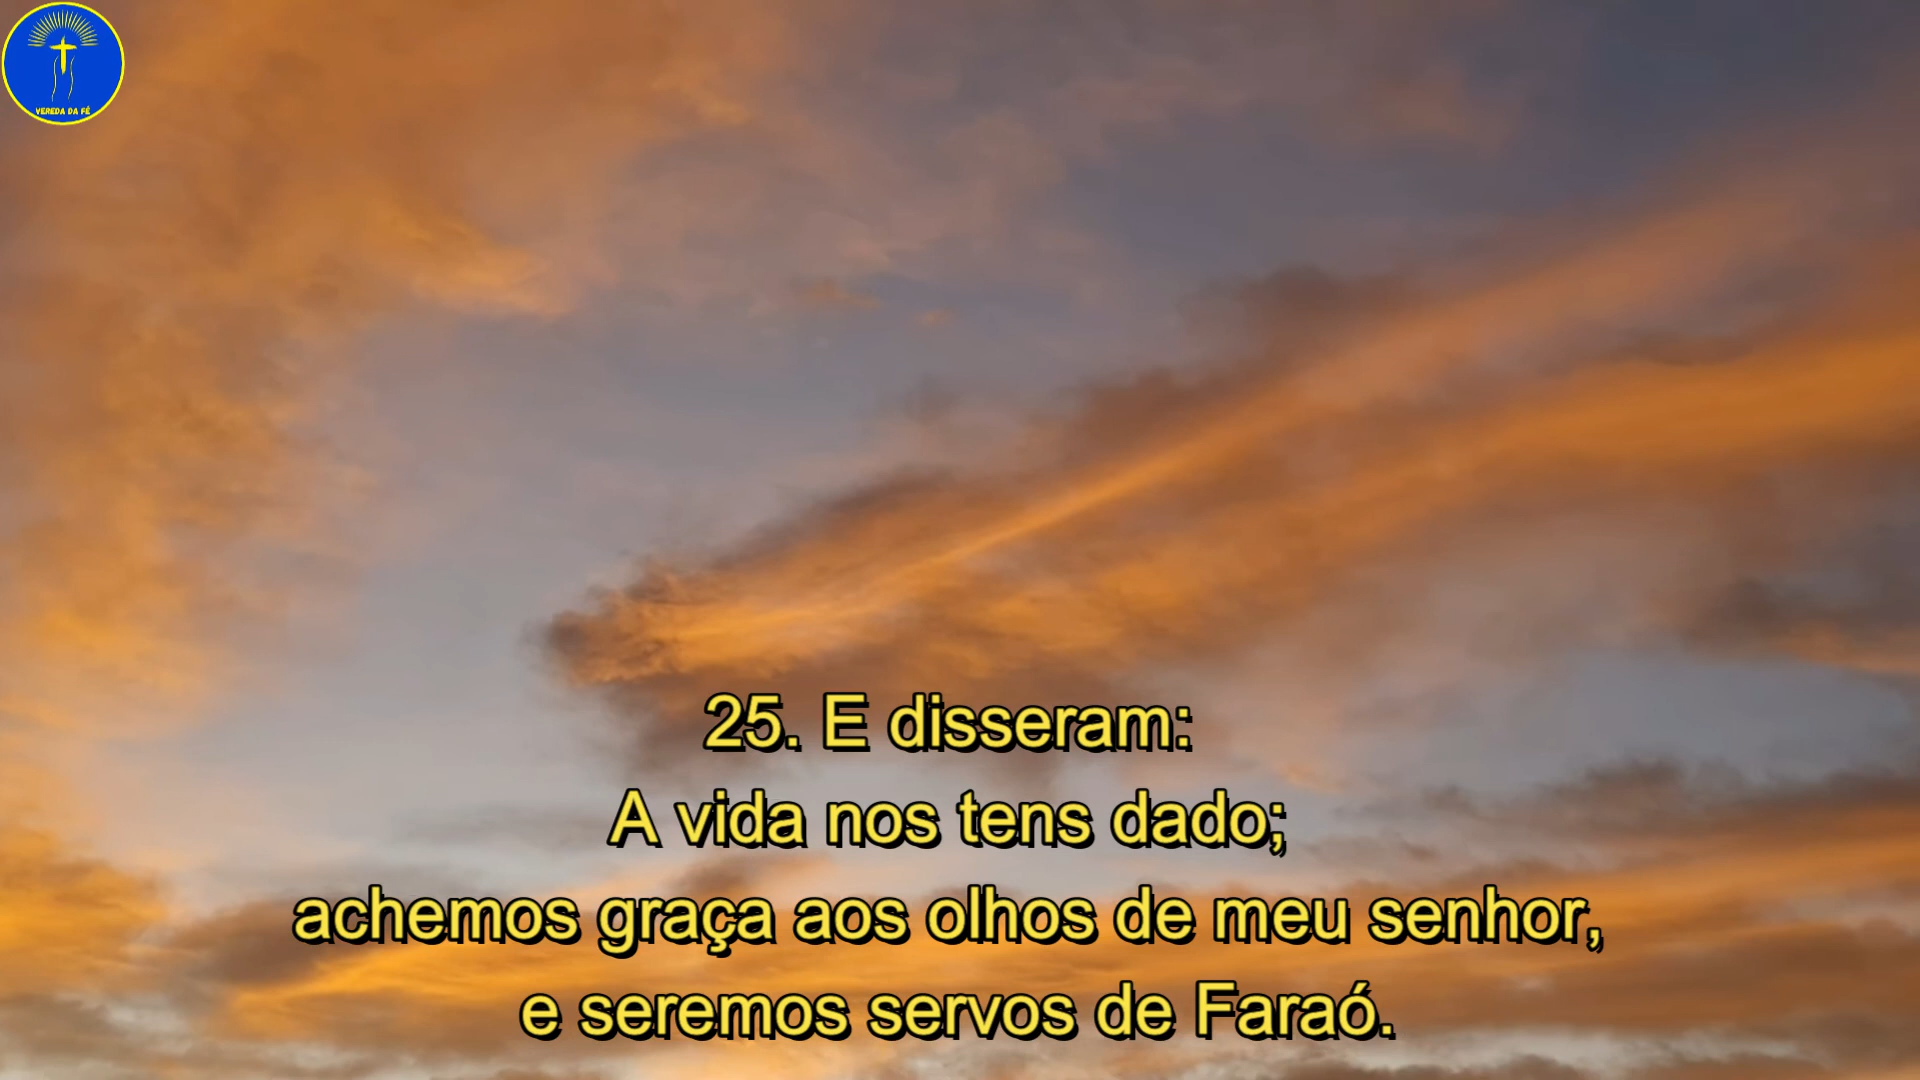 VEREDA DA FÉ
25. E disseram:
A vida nos tens dado;
achemos graça aos olhos de meu senhor,
e seremos servos de Faraó.